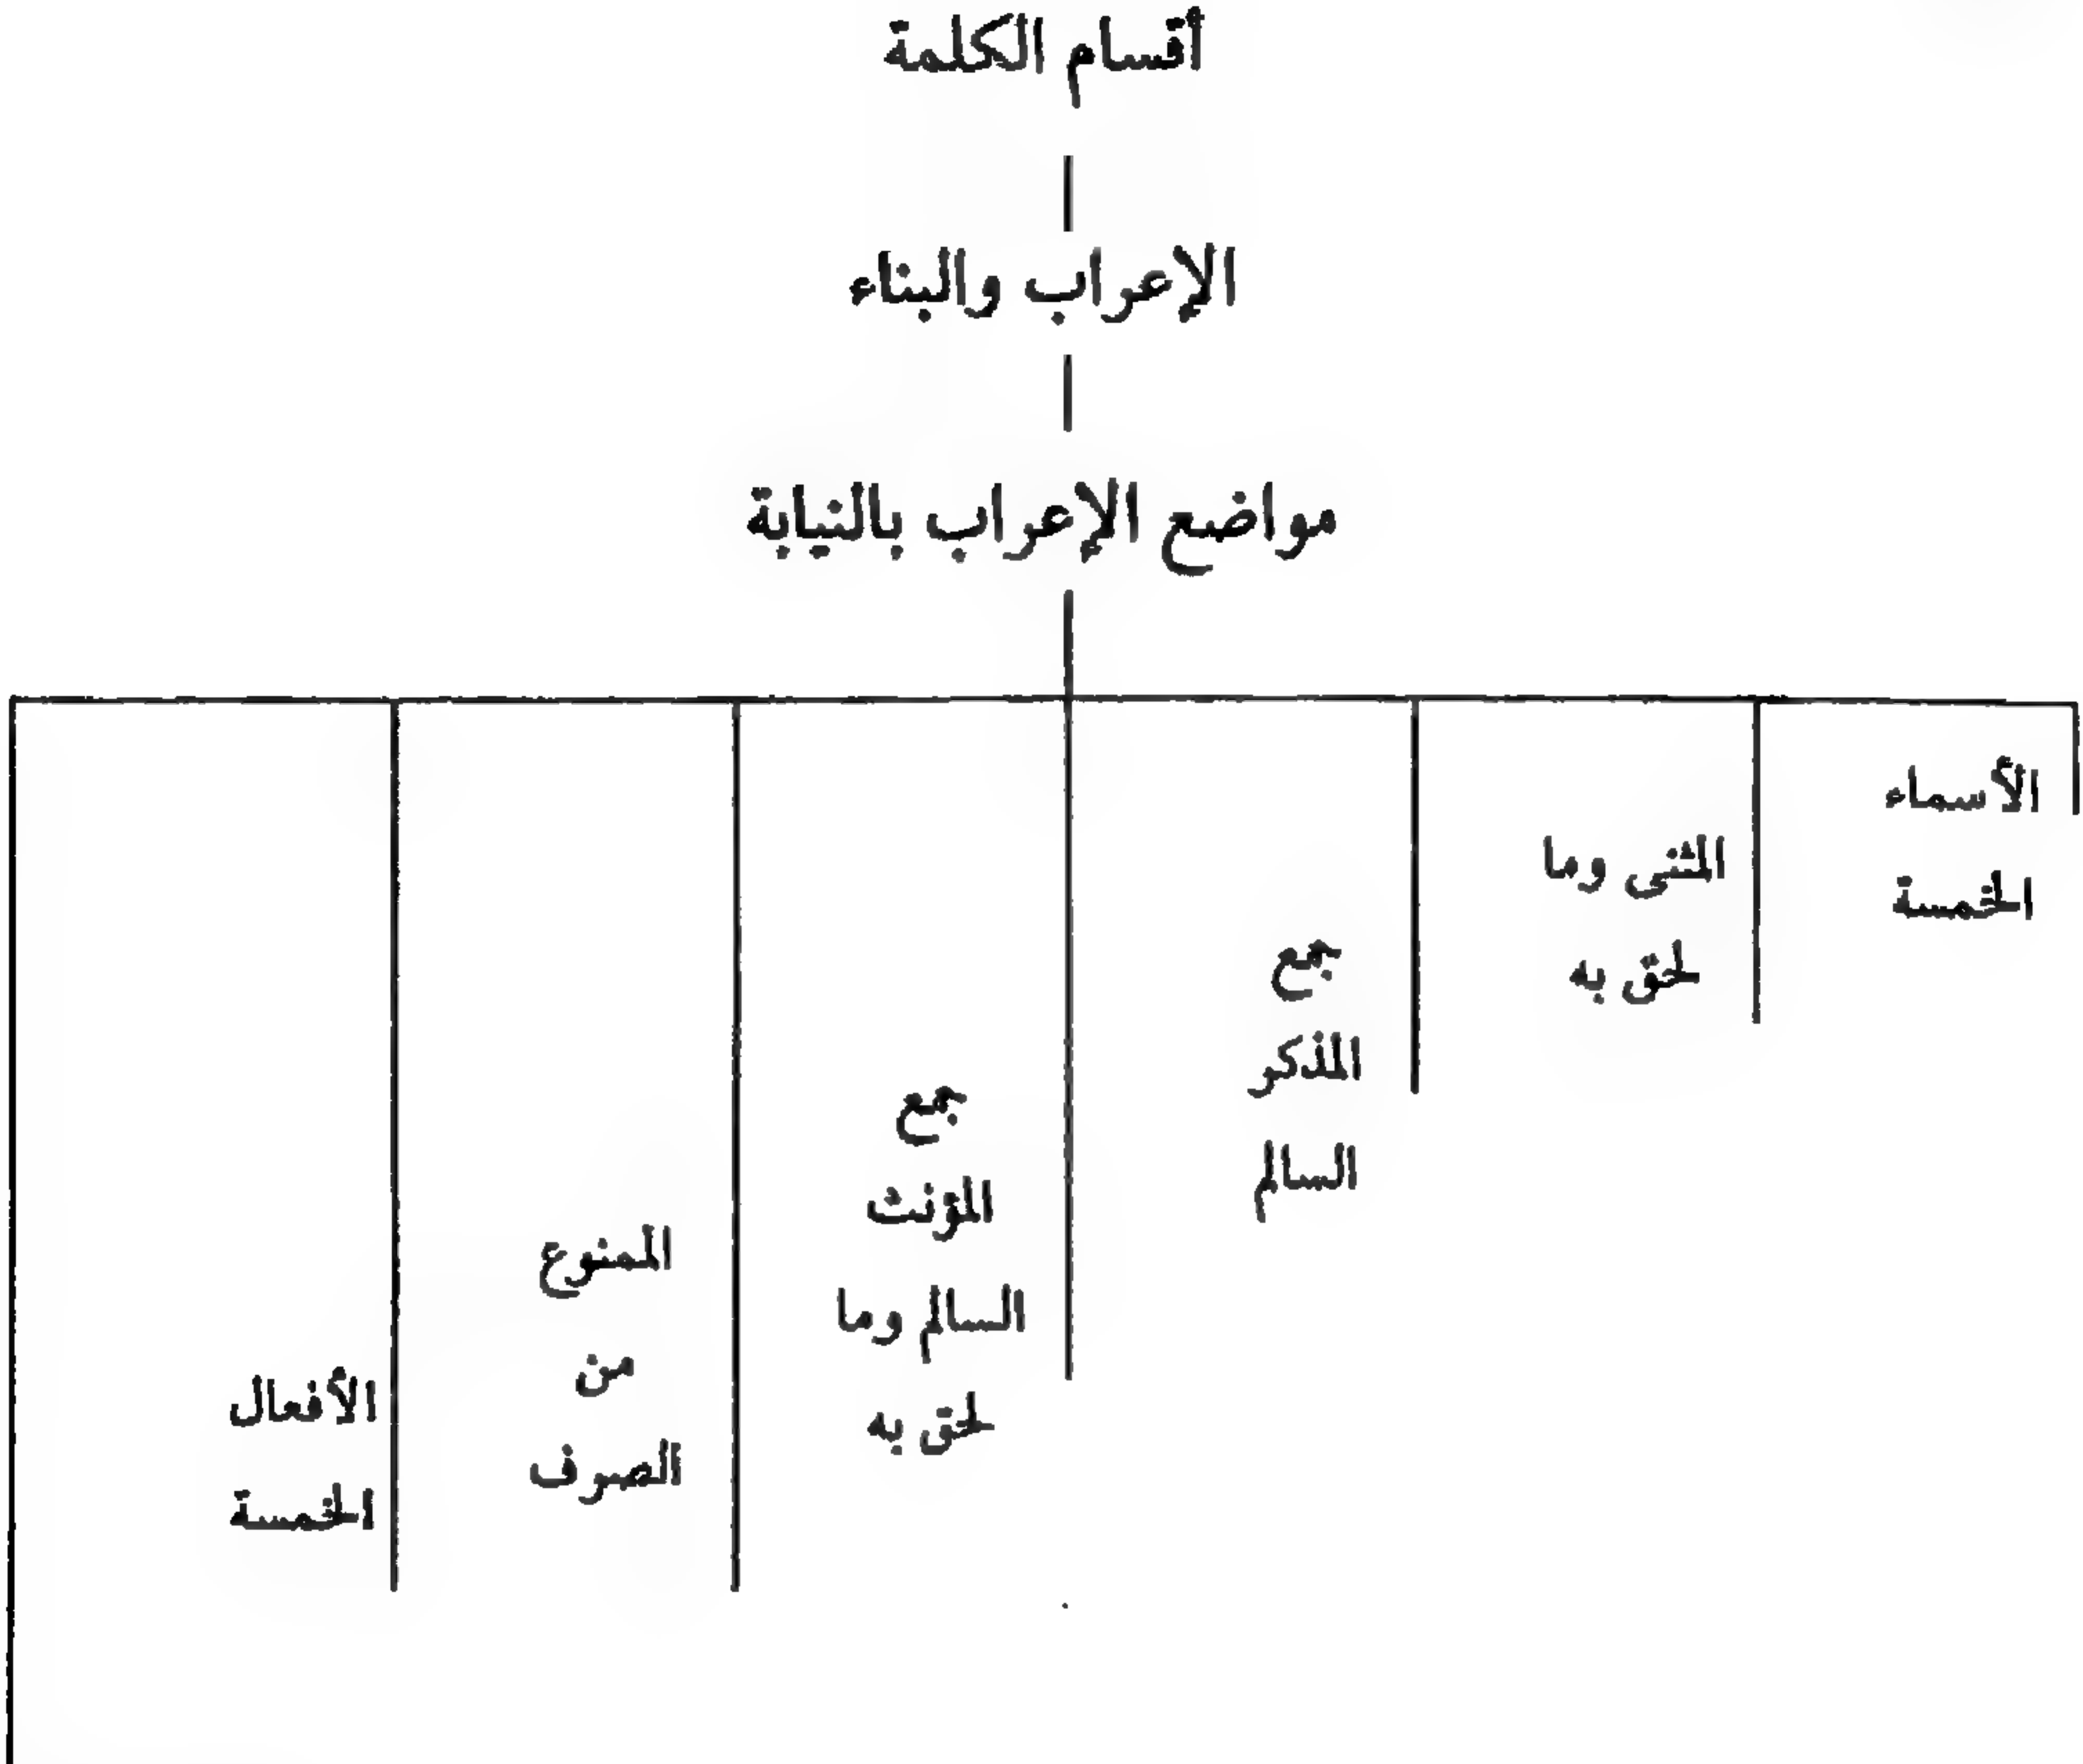 أقسام الكلمة
الإعراب والبناء
مواضع الإعراب بالنيابة
الأسماء
الخمسة
المثنى وما
لحق به
جمع
المذكر
السالم
جمع
المؤنث
السالم وما
لحق به
الممنوع
من
الصرف
الأفعال
الخمسة